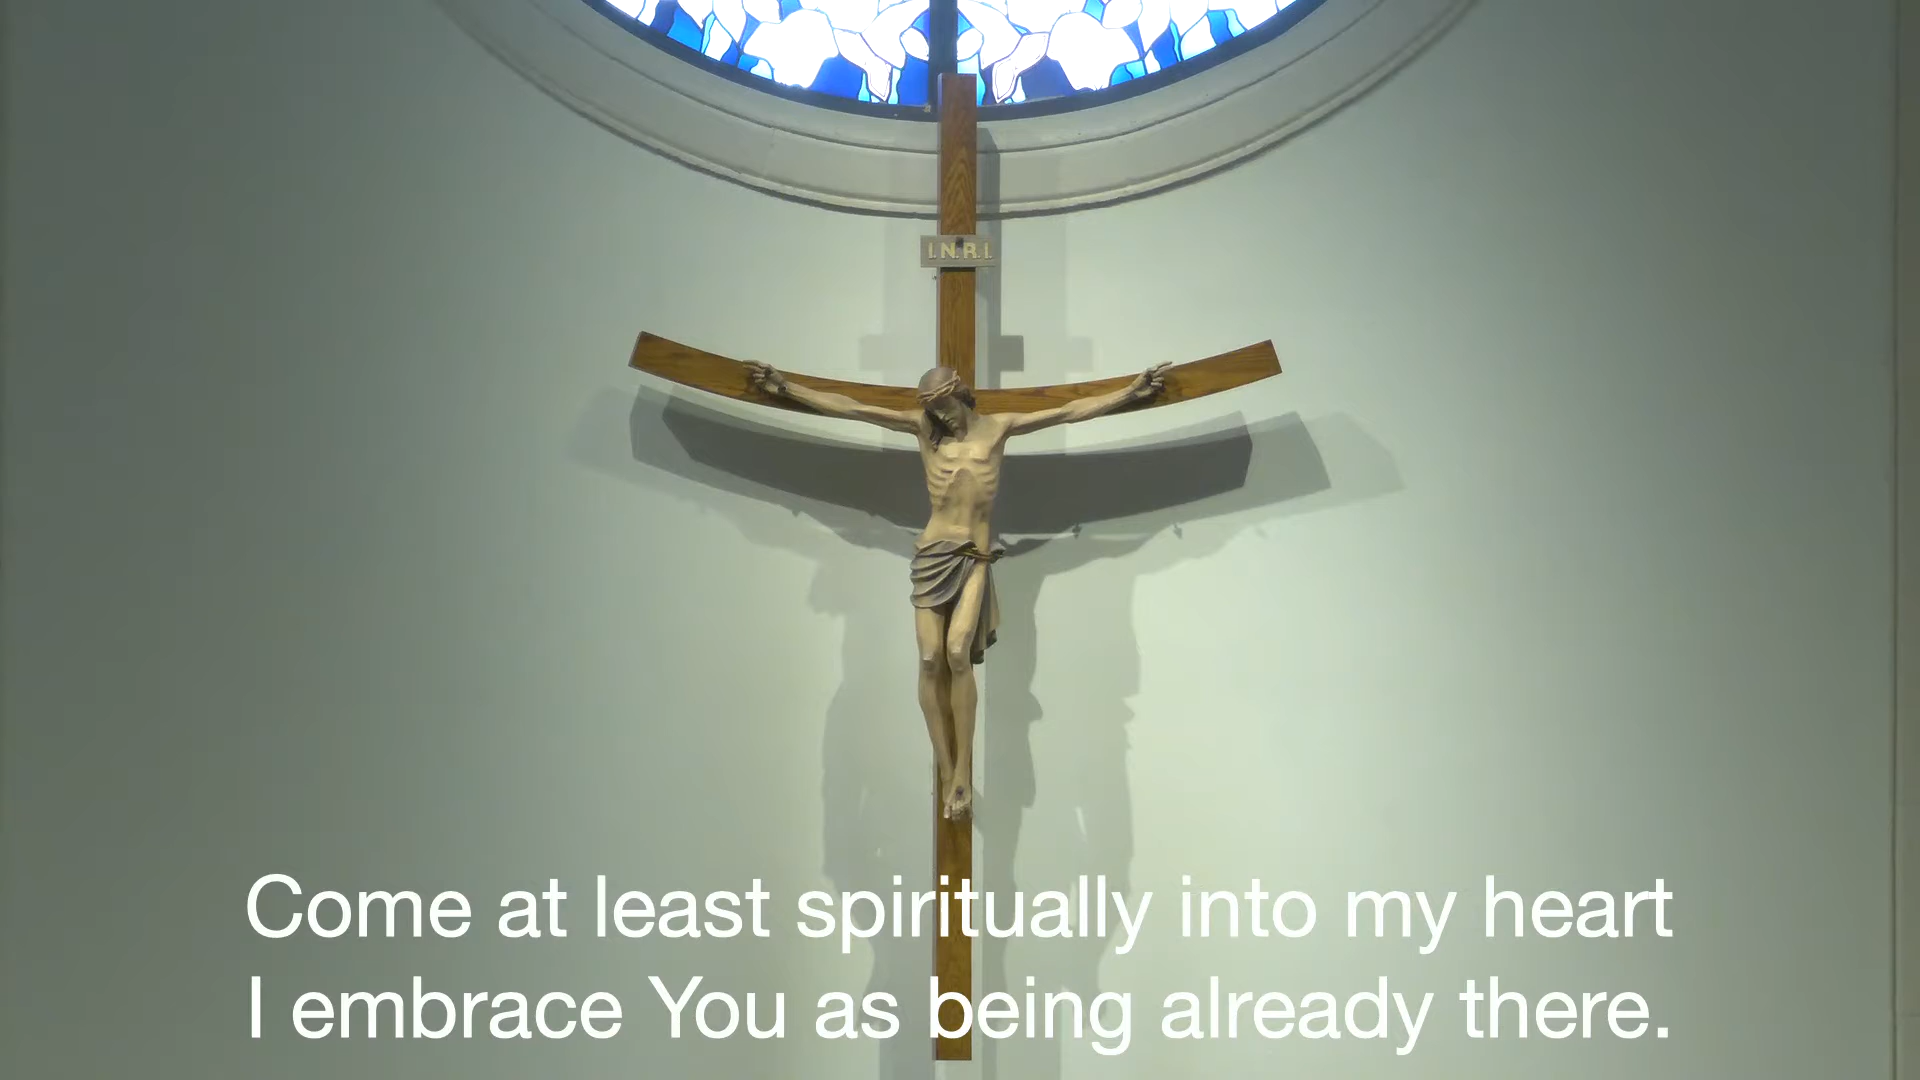 I.N.R.I.
Come at least spiritually into my heart
I embrace You as being already there.